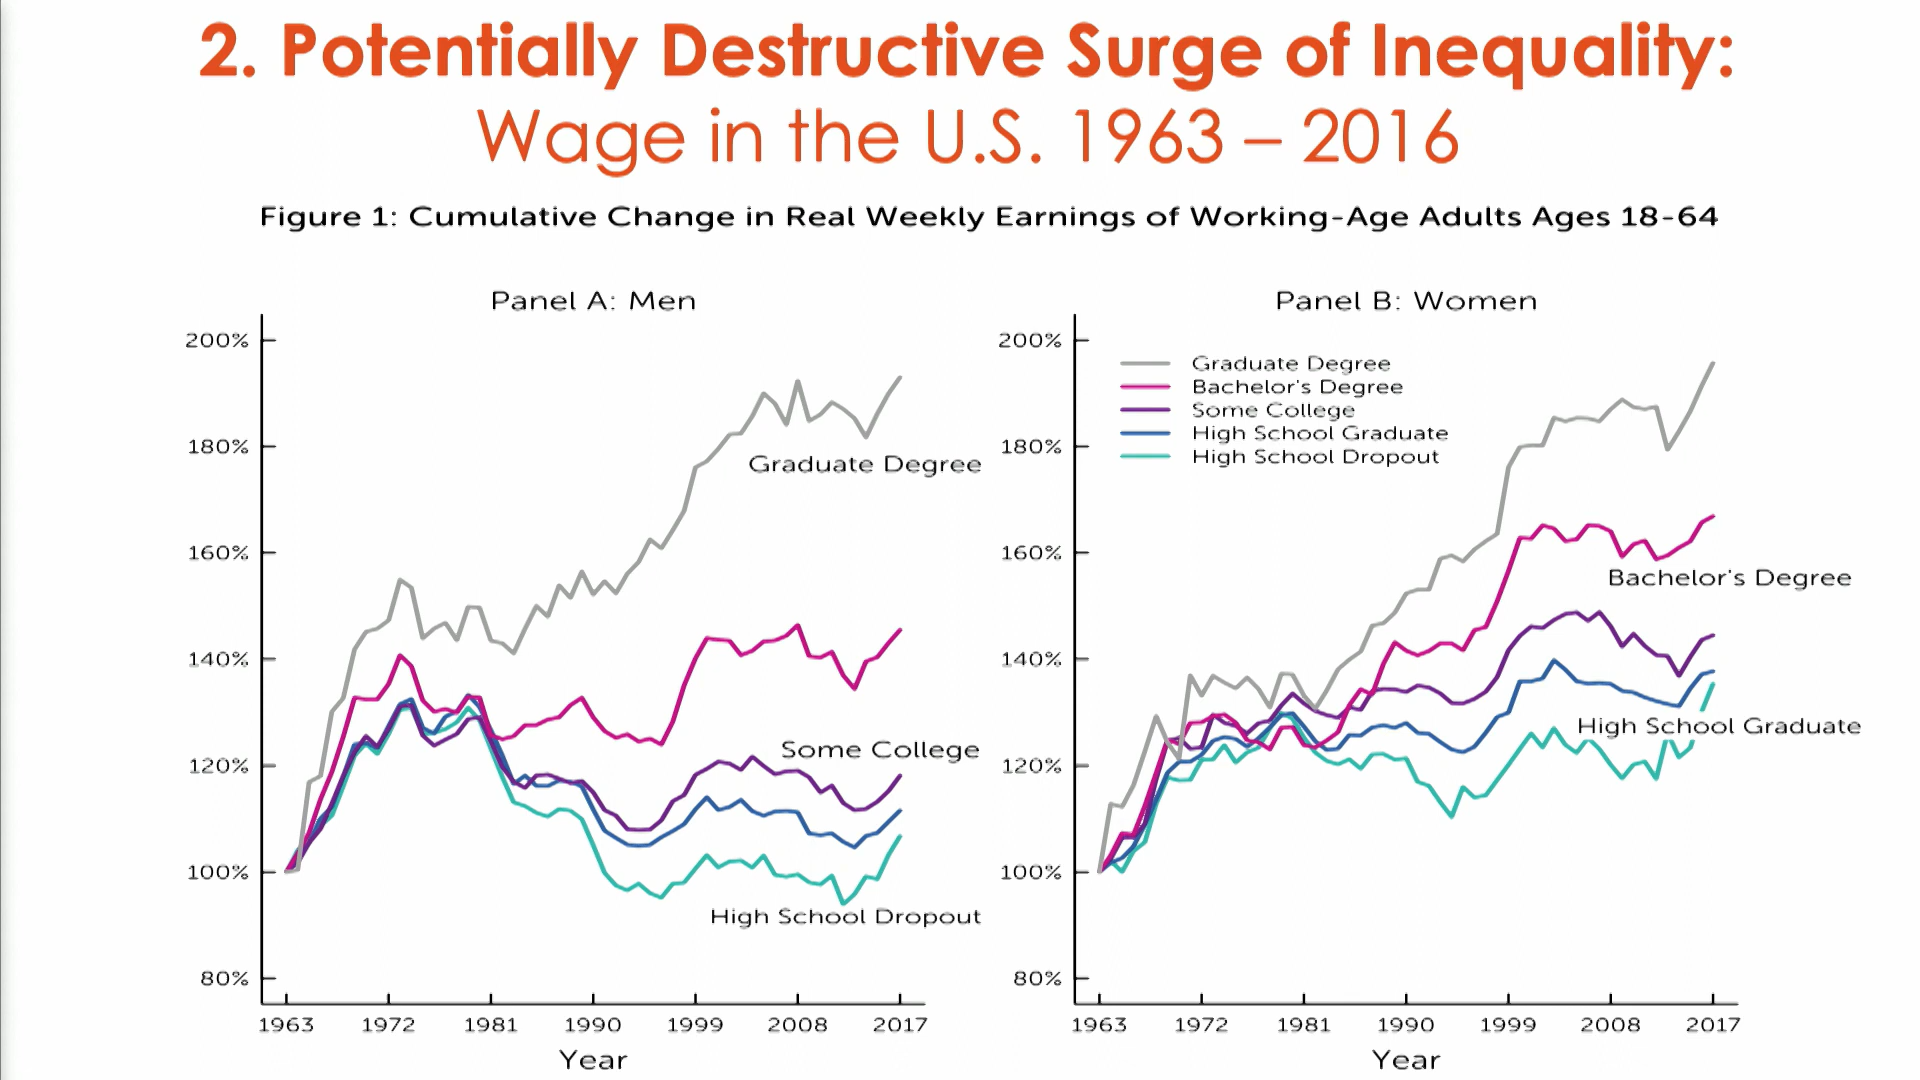 2. Potentially Destructive Surge of Inequality:
Wage in the U.S. 1963 – 2016
Figure 1: Cumulative Change in Real Weekly Earnings of Working-Age Adults Ages 18-64
Panel A: Men
200%
180%
160%
140%
120%
100%
80%
Graduate Degree
Some College
High School Dropout
1963 1972 1981 1990 1999 2008 2017
Year
Panel B: Women
200%
180%
160%
140%
120%
100%
80%
Graduate Degree
Bachelor's Degree
Some College
High School Graduate
High School Dropout
Bachelor's Degree
High School Graduate
1963 1972 1981 1990 1999 2008 2017
Year